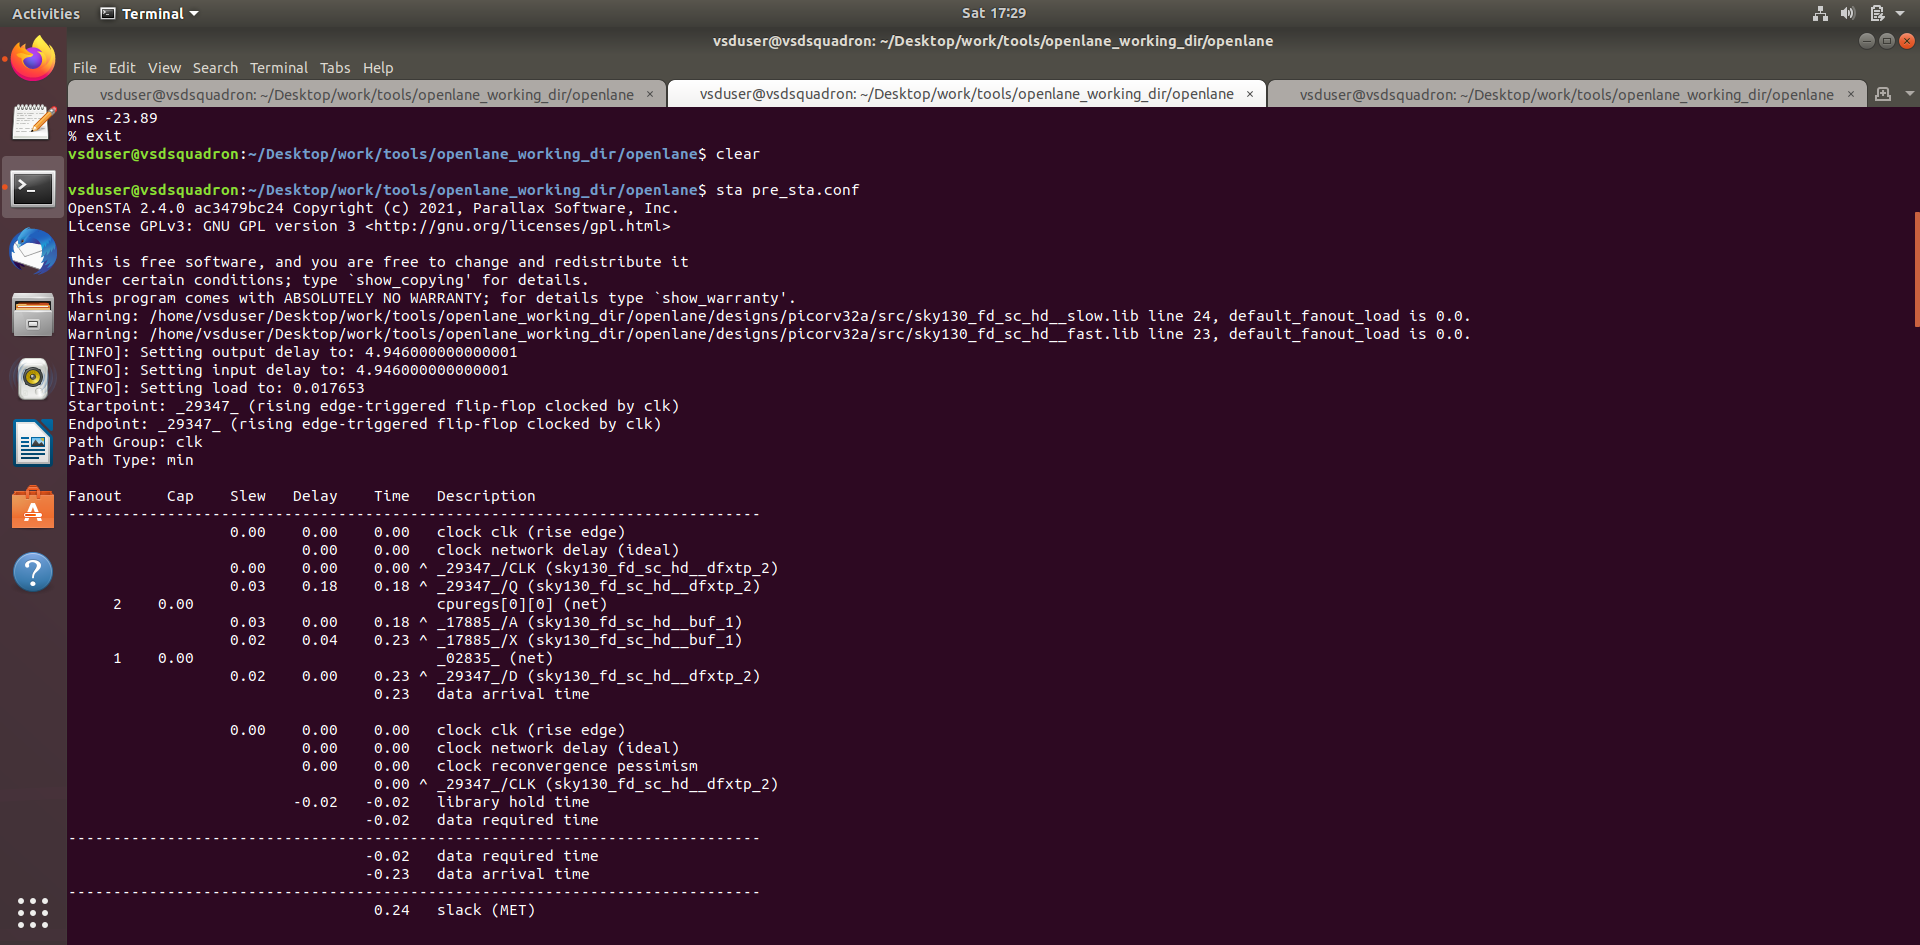 Activities Terminal Sat 17:29
vsduser@vsdsquadron: ~/Desktop/work/tools/openlane_working_dir/openlane
File Edit View Search Terminal Tabs Help
vsduser@vsdsquadron: ~/Desktop/work/tools/openlane_working_dir/openlane × vsduser@vsdsquadron: ~/Desktop/work/tools/openlane_working_dir/openlane × vsduser@vsdsquadron: ~/Desktop/work/tools/openlane_working_dir/openlane ×
wns -23.89
% exit
vsduser@vsdsquadron:~/Desktop/work/tools/openlane_working_dir/openlane$ clear
vsduser@vsdsquadron:~/Desktop/work/tools/openlane_working_dir/openlane$ sta pre_sta.conf
OpenSTA 2.4.0 ac3479bc24 Copyright (c) 2021, Parallax Software, Inc.
License GPLv3: GNU GPL version 3 <http://gnu.org/licenses/gpl.html>
This is free software, and you are free to change and redistribute it
under certain conditions; type `show_copying' for details.
This program comes with ABSOLUTELY NO WARRANTY; for details type `show_warranty'.
Warning: /home/vsduser/Desktop/work/tools/openlane_working_dir/openlane/designs/picorv32a/src/sky130_fd_sc_hd__slow.lib line 24, default_fanout_load is 0.0.
Warning: /home/vsduser/Desktop/work/tools/openlane_working_dir/openlane/designs/picorv32a/src/sky130_fd_sc_hd__fast.lib line 23, default_fanout_load is 0.0.
[INFO]: Setting output delay to: 4.946000000000001
[INFO]: Setting input delay to: 4.946000000000001
[INFO]: Setting load to: 0.017653
Startpoint: _29347_ (rising edge-triggered flip-flop clocked by clk)
Endpoint: _29347_ (rising edge-triggered flip-flop clocked by clk)
Path Group: clk
Path Type: min
Fanout     Cap    Slew   Delay    Time   Description
-----------------------------------------------------------------------------
                  0.00    0.00    0.00   clock clk (rise edge)
                          0.00    0.00   clock network delay (ideal)
                  0.00    0.00    0.00 ^ _29347_/CLK (sky130_fd_sc_hd__dfxtp_2)
                  0.03    0.18    0.18 ^ _29347_/Q (sky130_fd_sc_hd__dfxtp_2)
     2    0.00                           cpuregs[0][0] (net)
                  0.03    0.00    0.18 ^ _17885_/A (sky130_fd_sc_hd__buf_1)
                  0.02    0.04    0.23 ^ _17885_/X (sky130_fd_sc_hd__buf_1)
     1    0.00                           _02835_ (net)
                  0.02    0.00    0.23 ^ _29347_/D (sky130_fd_sc_hd__dfxtp_2)
                                  0.23   data arrival time
                  0.00    0.00    0.00   clock clk (rise edge)
                          0.00    0.00   clock network delay (ideal)
                          0.00    0.00   clock reconvergence pessimism
                                  0.00 ^ _29347_/CLK (sky130_fd_sc_hd__dfxtp_2)
                         -0.02   -0.02   library hold time
                                 -0.02   data required time
-----------------------------------------------------------------------------
                                 -0.02   data required time
                                 -0.23   data arrival time
-----------------------------------------------------------------------------
                                  0.24   slack (MET)